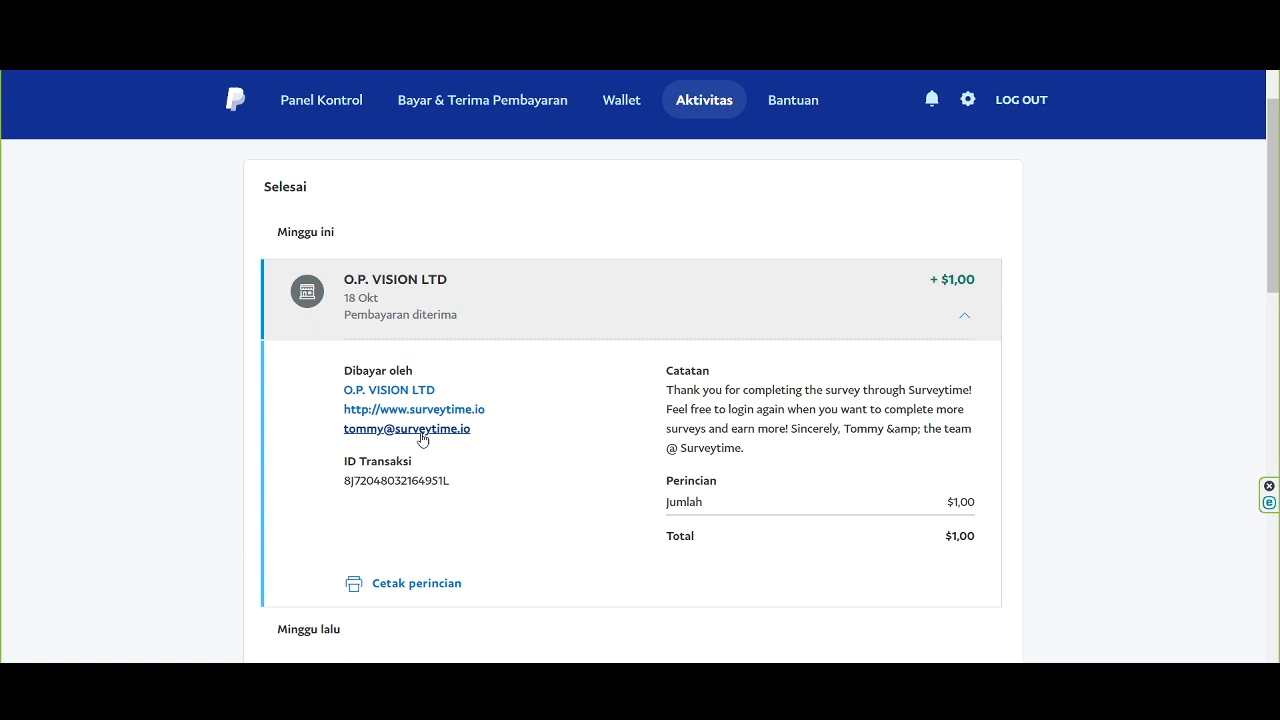 Panel Kontrol
Bayar & Terima Pembayaran
Wallet
Aktivitas
Bantuan
LOG OUT
Selesai
Minggu ini
O.P. VISION LTD
+ $1,00
18 Okt
Pembayaran diterima
Dibayar oleh
O.P. VISION LTD
http://www.surveytime.io
tommy@surveytime.io
ID Transaksi
8J72048032164951L
Catatan
Thank you for completing the survey through Surveytime!
Feel free to login again when you want to complete more
surveys and earn more! Sincerely, Tommy &amp; the team
@ Surveytime.
Perincian
Jumlah $1,00
Total $1,00
Cetak perincian
Minggu lalu